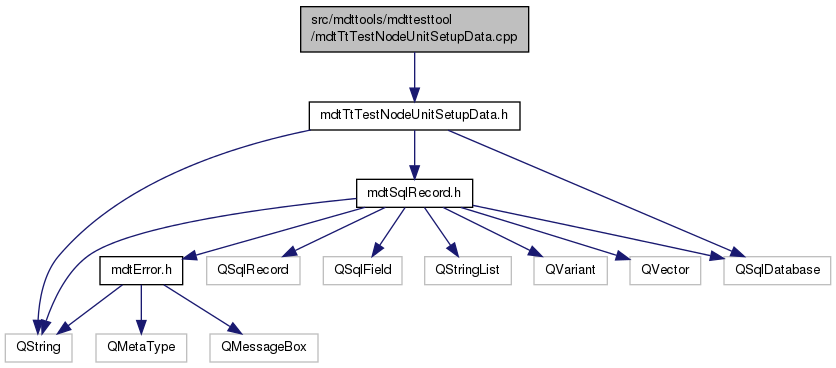 src/mdttools/mdttesttool
/mdtTtTestNodeUnitSetupData.cpp
mdtTtTestNodeUnitSetupData.h
mdtSqlRecord.h
mdtError.h
QSqlRecord
QSqlField
QStringList
QVariant
QVector
QSqlDatabase
QString
QMetaType
QMessageBox